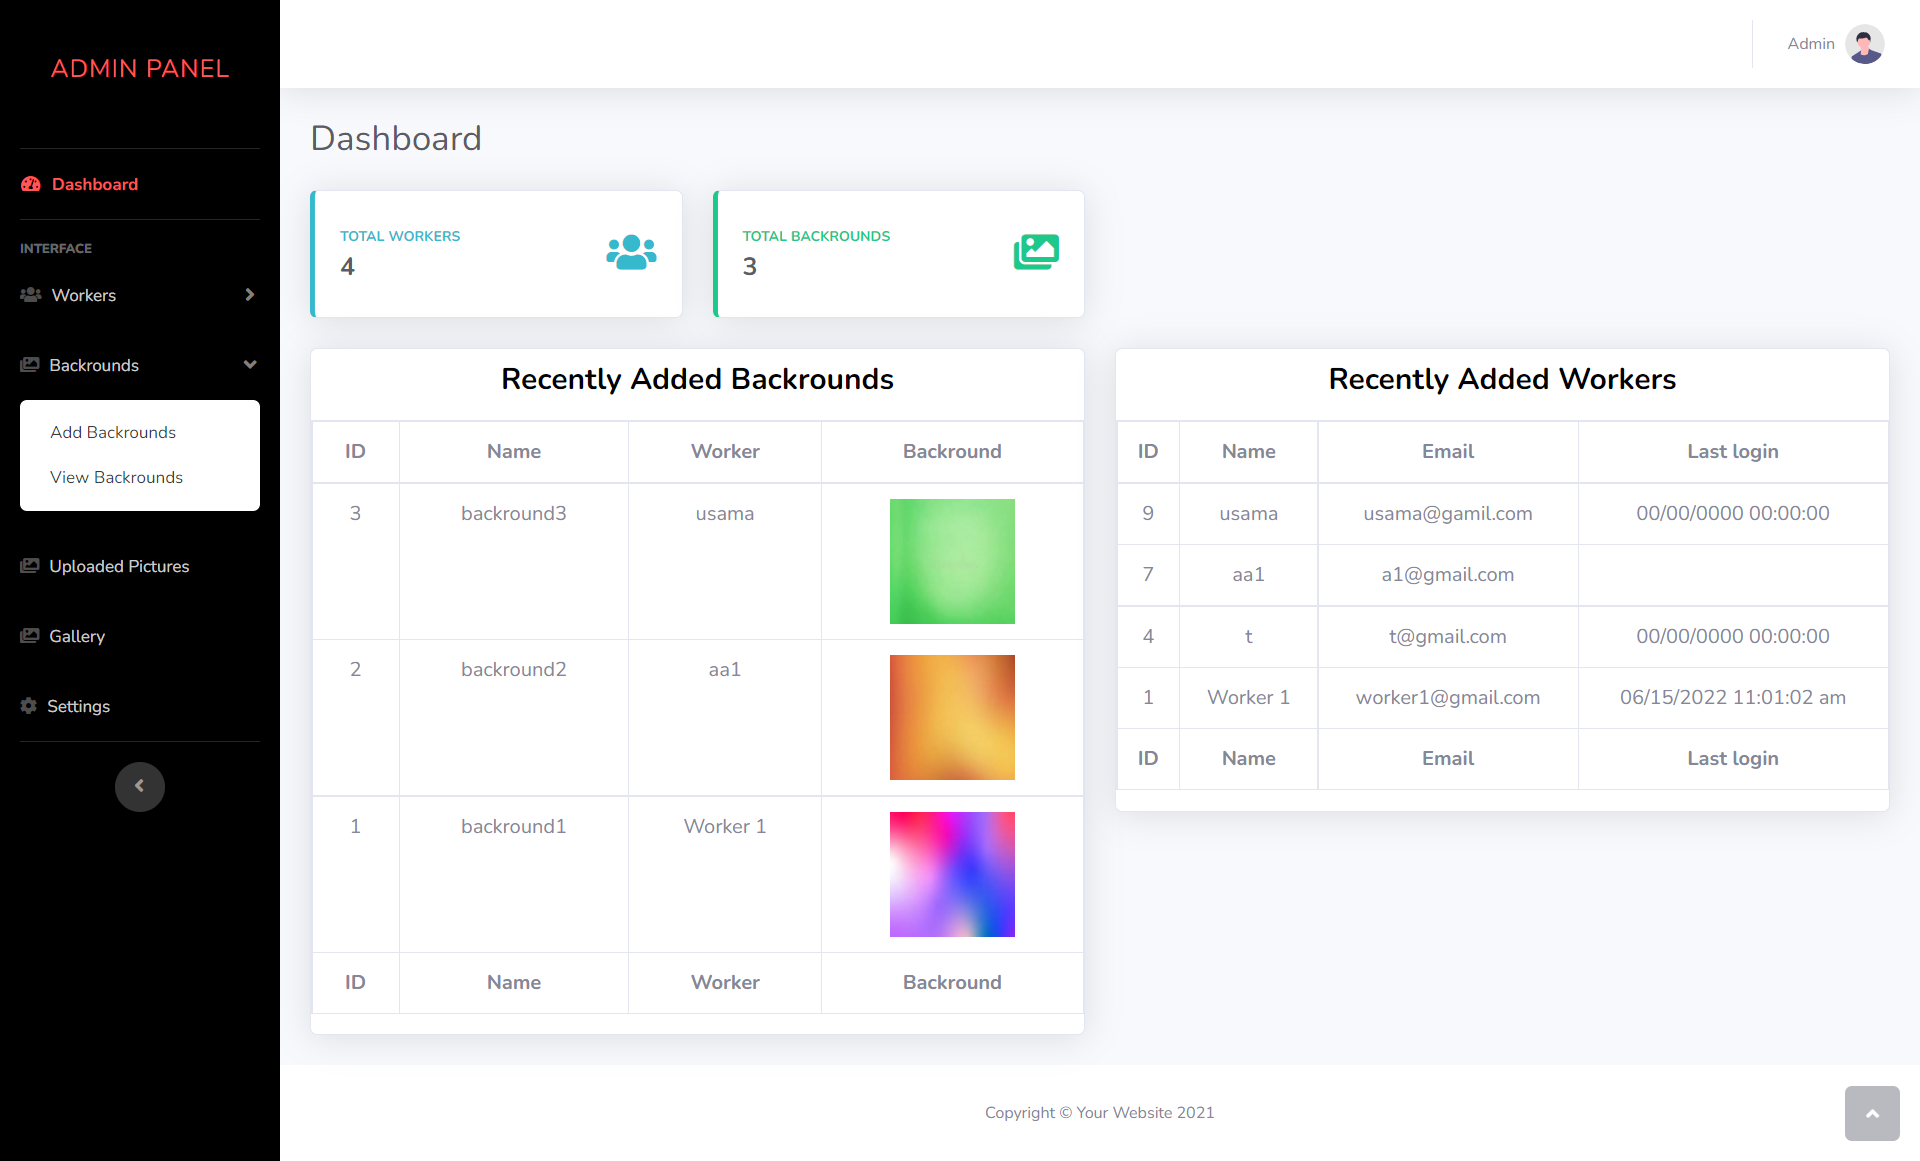 ADMIN PANEL
Dashboard
INTERFACE
Workers
Backrounds
Add Backrounds
View Backrounds
Uploaded Pictures
Gallery
Settings
Admin
Dashboard
TOTAL WORKERS
4
TOTAL BACKROUNDS
3
Recently Added Backrounds
ID Name Worker Backround
3 backround3 usama
2 backround2 aa1
1 backround1 Worker 1
ID Name Worker Backround
Recently Added Workers
ID Name Email Last login
9 usama usama@gamil.com 00/00/0000 00:00:00
7 aa1 a1@gmail.com
4 t t@gmail.com 00/00/0000 00:00:00
1 Worker 1 worker1@gmail.com 06/15/2022 11:01:02 am
ID Name Email Last login
Copyright © Your Website 2021